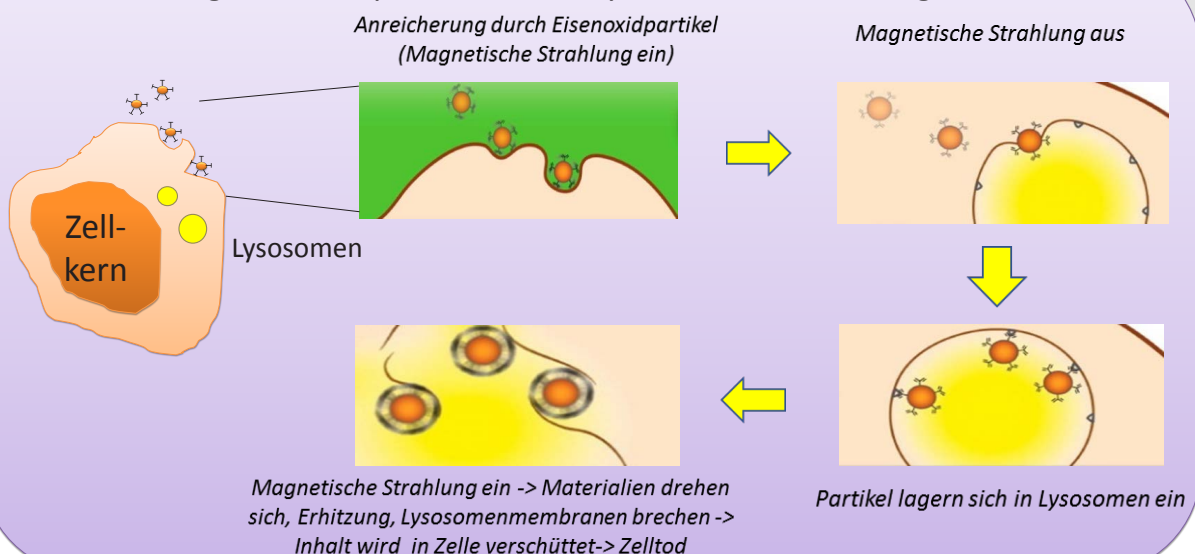 Anreicherung durch Eisenoxidpartikel
(Magnetische Strahlung ein)
Magnetische Strahlung aus
Zell-
kern
Lysosomen
Magnetische Strahlung ein -> Materialien drehen
sich, Erhitzung, Lysosomenmembranen brechen ->
Inhalt wird in Zelle verschüttet-> Zelltod
Partikel lagern sich in Lysosomen ein